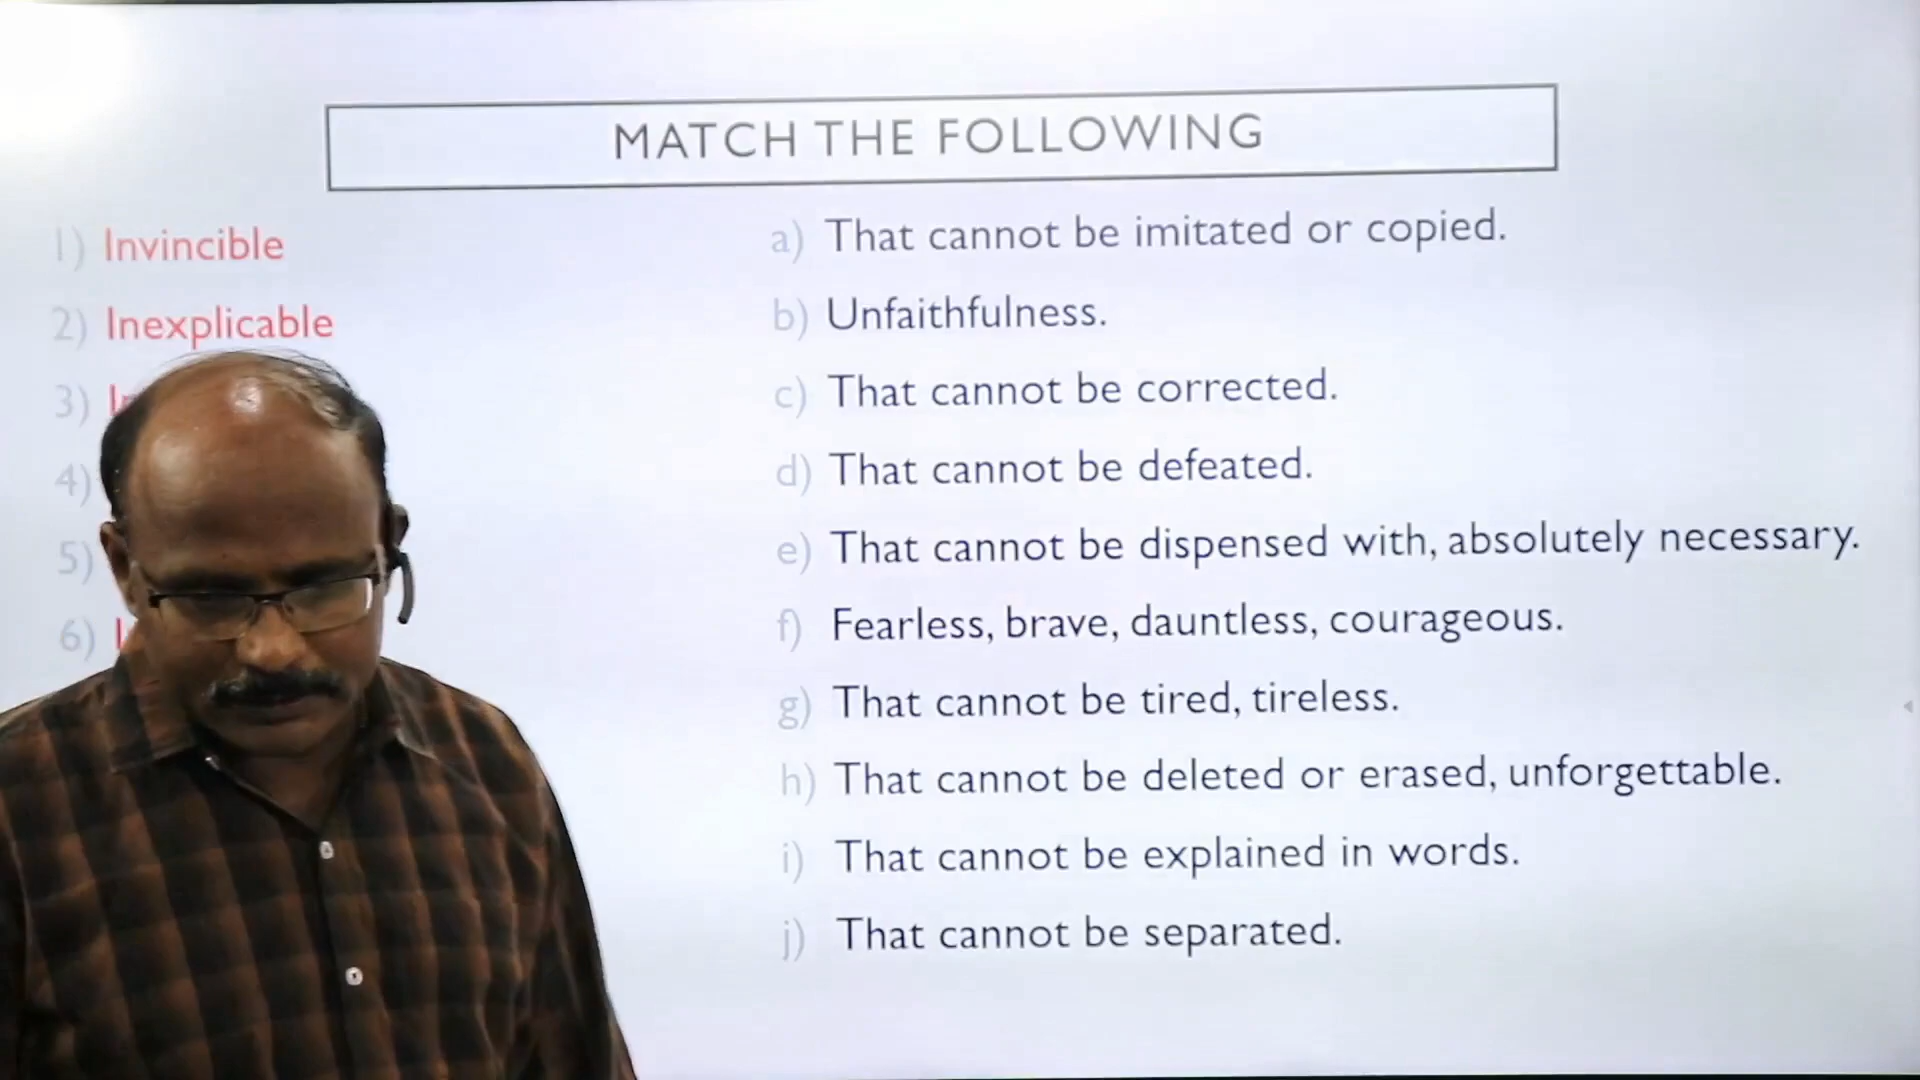 MATCH THE FOLLOWING
1) Invincible
2) Inexplicable
3)
4)
5)
6)
a) That cannot be imitated or copied.
b) Unfaithfulness.
c) That cannot be corrected.
d) That cannot be defeated.
e) That cannot be dispensed with, absolutely necessary.
f) Fearless, brave, dauntless, courageous.
g) That cannot be tired, tireless.
h) That cannot be deleted or erased, unforgettable.
i) That cannot be explained in words.
j) That cannot be separated.